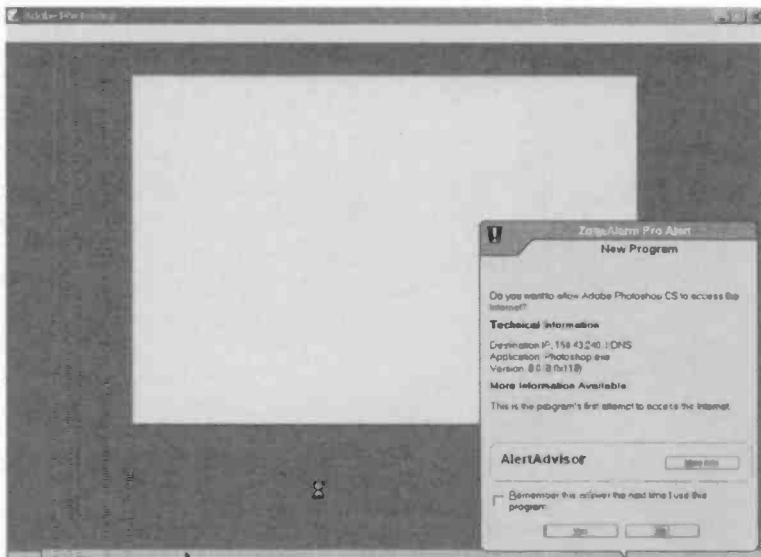 Adobe Photoshop
ZoneAlarm Pro Alert
New Program
Do you want to allow Adobe Photoshop CS to access the
Internet?
Technical Information
Destination IP: 158.43.240. DNS
Application: Photoshop.exe
Version: 8.0
More Information Available
This is the program's first attempt to access the Internet.
AlertAdvisor
More Info
Remember this answer the next time I use this
program.
Yes
No